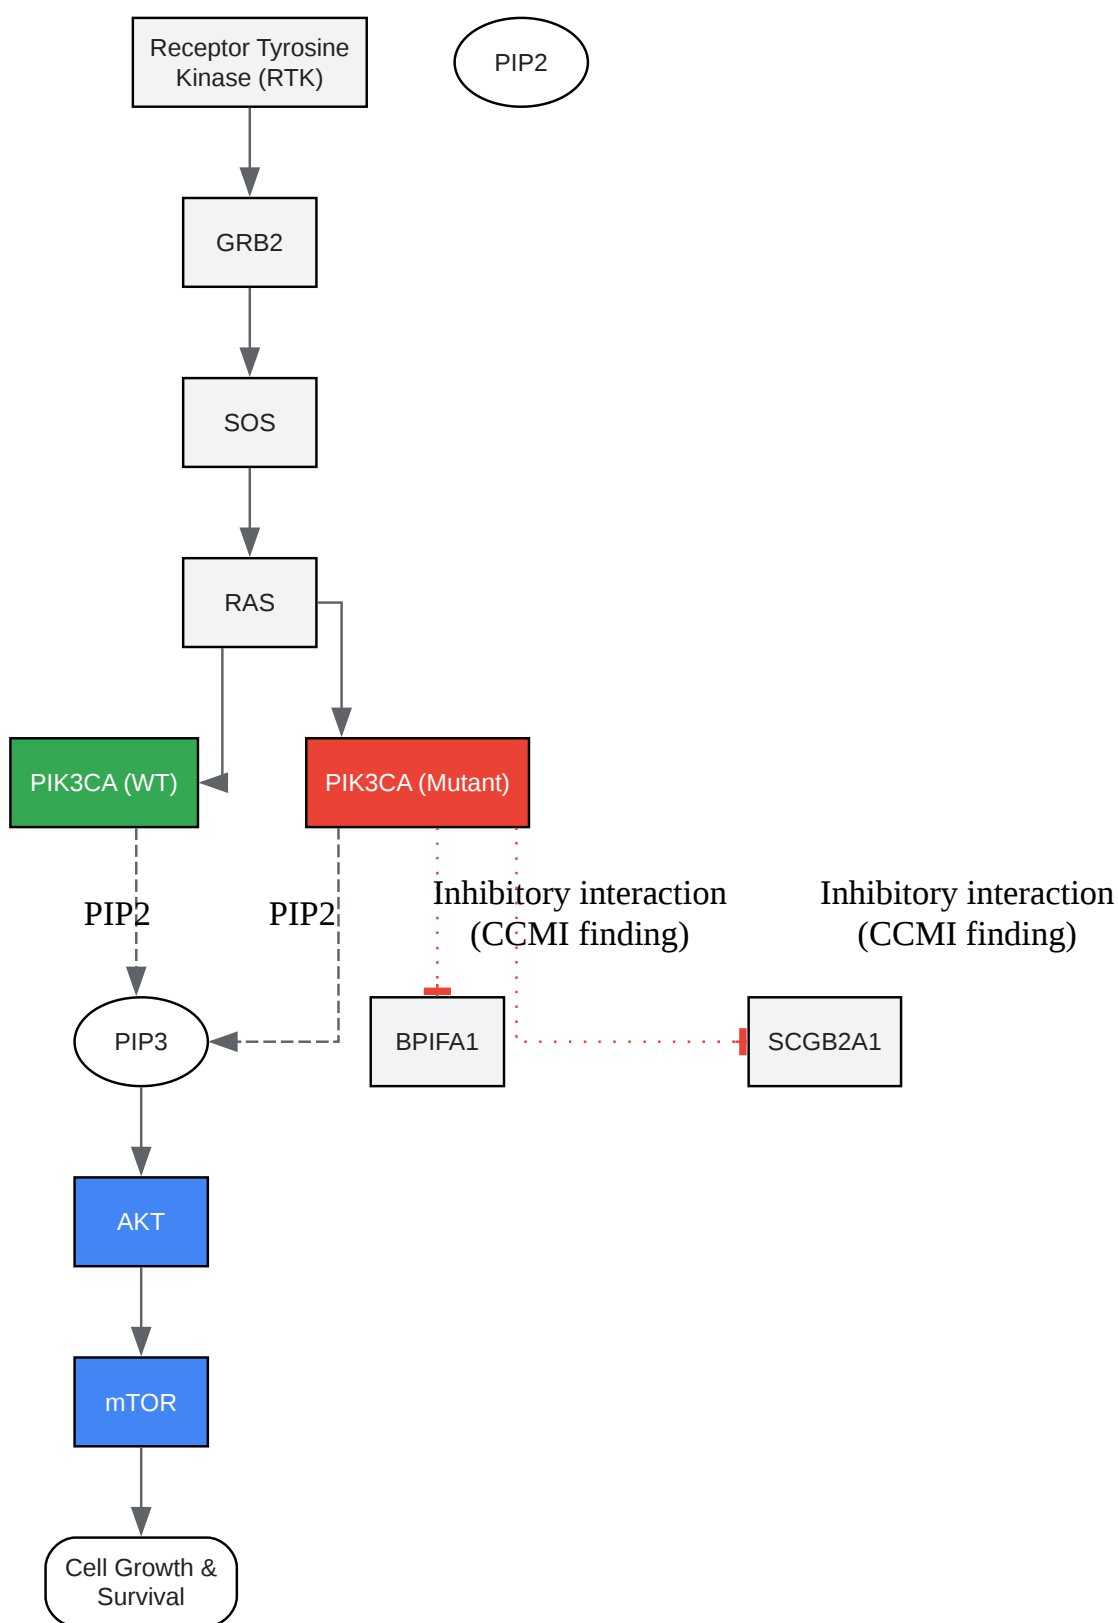 Receptor Tyrosine
Kinase (RTK)
PIP2
GRB2
SOS
RAS
PIK3CA (WT)
PIK3CA (Mutant)
PIP2
PIP2
Inhibitory interaction
(CCMI finding)
Inhibitory interaction
(CCMI finding)
PIP3
BPIFA1
SCGB2A1
AKT
mTOR
Cell Growth &
Survival